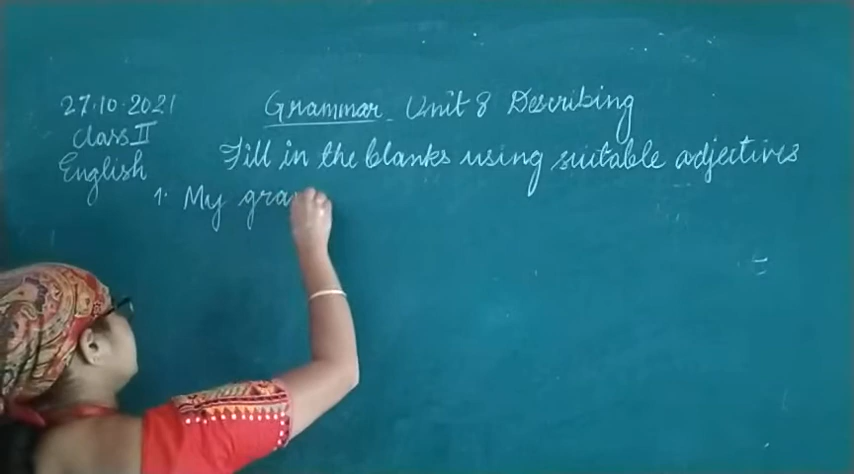 27.10.2021
Grammar Unit 8 Describing
Class II
English
Fill in the blanks using suitable adjectives
1. My gra